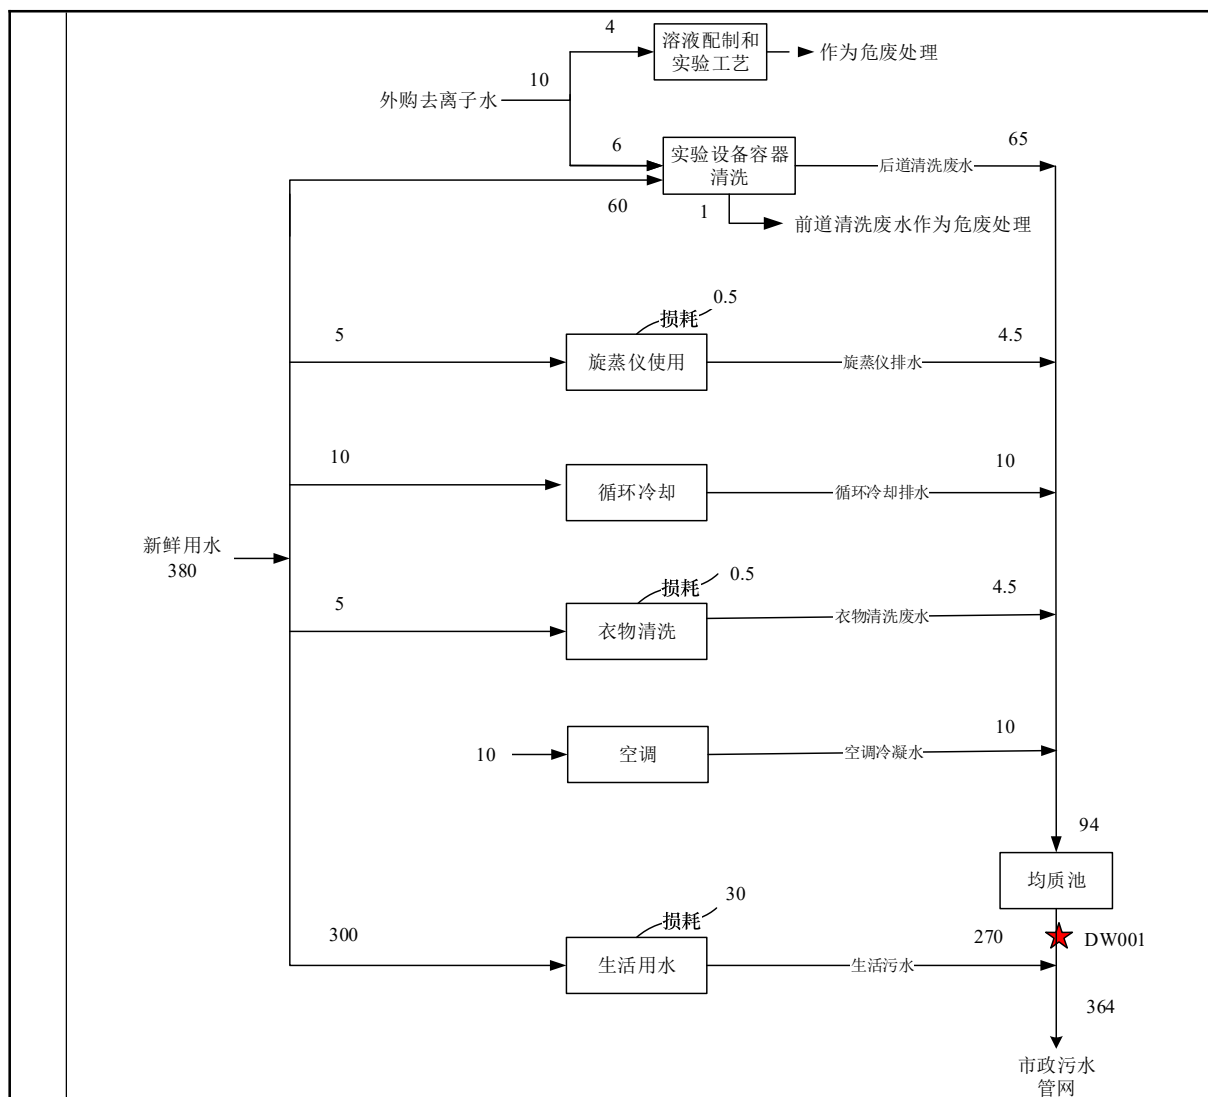 4
溶液配制和
实验工艺
作为危废处理
10
外购去离子水
6
实验设备容器
清洗
后道清洗废水
65
60
1
前道清洗废水作为危废处理
损耗
0.5
5
旋蒸仪使用
旋蒸仪排水
4.5
10
循环冷却
循环冷却排水
10
新鲜用水
380
损耗
0.5
5
衣物清洗
衣物清洗废水
4.5
10
空调
空调冷凝水
10
94
均质池
损耗
30
300
生活用水
生活污水
270
DW001
364
市政污水
管网